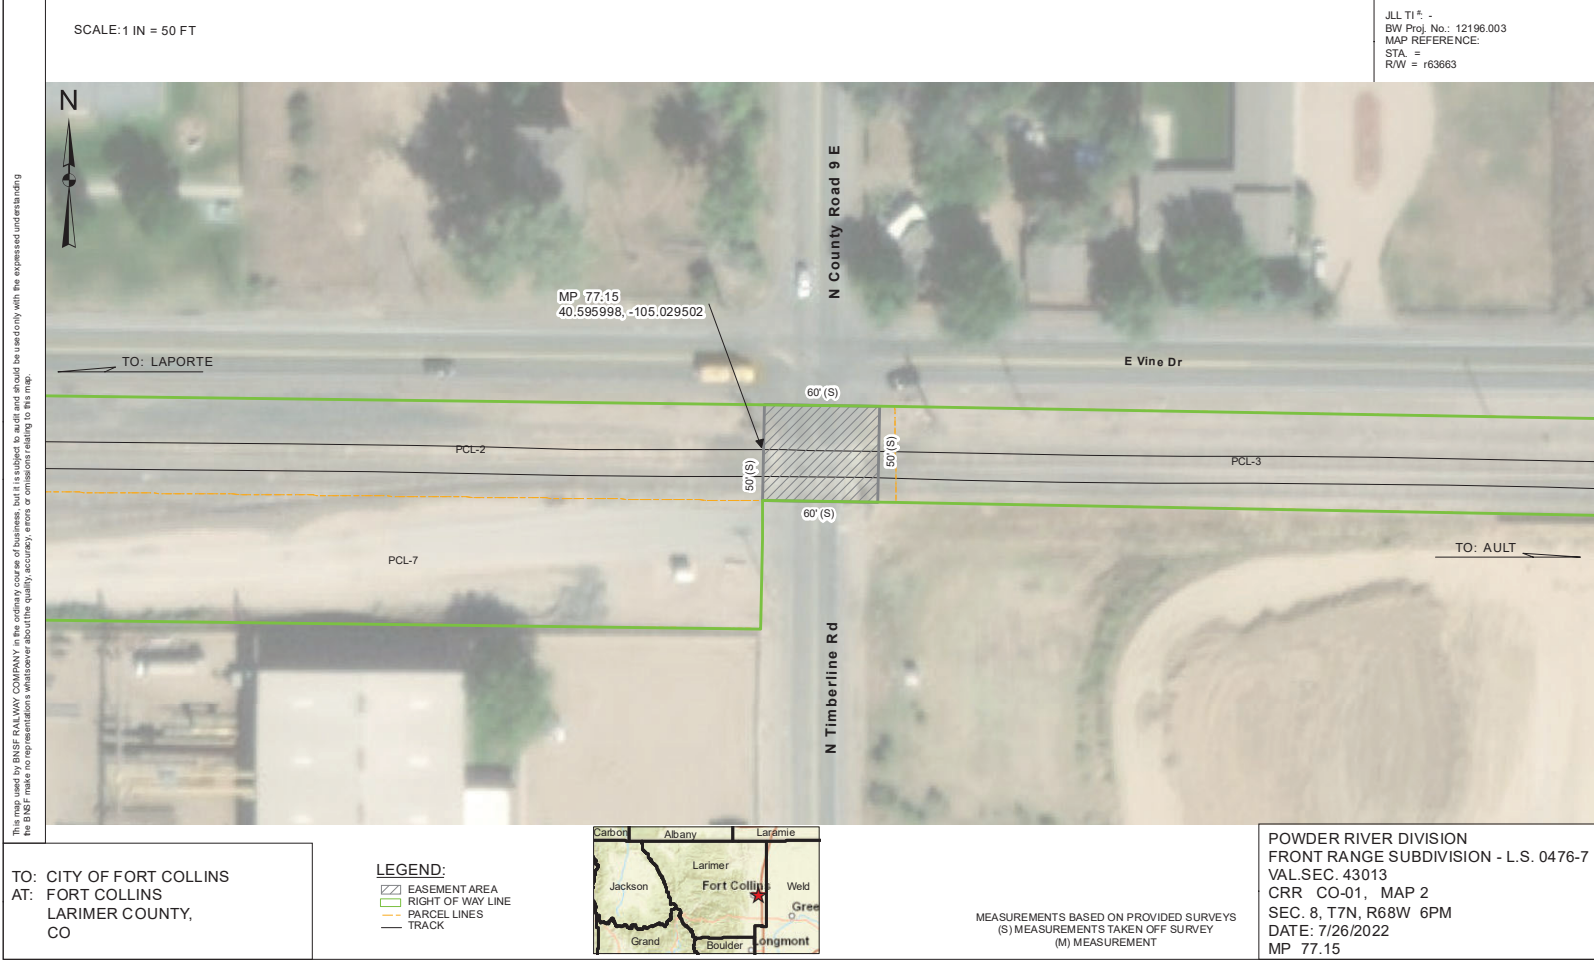 SCALE: 1 IN = 50 FT
JLL TI #: -
BW Proj. No.: 12196.003
MAP REFERENCE:
STA. =
R/W = r63663
N
N County Road 9 E
MP 77.15
40.595998, -105.029502
TO: LAPORTE
E Vine Dr
60' (S)
50' (S)
50' (S)
60' (S)
PCL-2
PCL-3
PCL-7
TO: AULT
N Timberline Rd
This map used by BNSF RAILWAY COMPANY in the ordinary course of business, but it is subject to audit and should be used only with the expressed understanding
the BNSF make no representations whatsoever about the quality, accuracy, errors or omissions relating to this map.
TO: CITY OF FORT COLLINS
AT: FORT COLLINS
LARIMER COUNTY,
CO
LEGEND:
EASEMENT AREA
RIGHT OF WAY LINE
PARCEL LINES
TRACK
Carbon
Albany
Laramie
Larimer
Jackson
Fort Collins
Weld
Gree
Grand
Boulder
Longmont
MEASUREMENTS BASED ON PROVIDED SURVEYS
(S) MEASUREMENTS TAKEN OFF SURVEY
(M) MEASUREMENT
POWDER RIVER DIVISION
FRONT RANGE SUBDIVISION - L.S. 0476-7
VAL.SEC. 43013
CRR CO-01, MAP 2
SEC. 8, T7N, R68W 6PM
DATE: 7/26/2022
MP 77.15